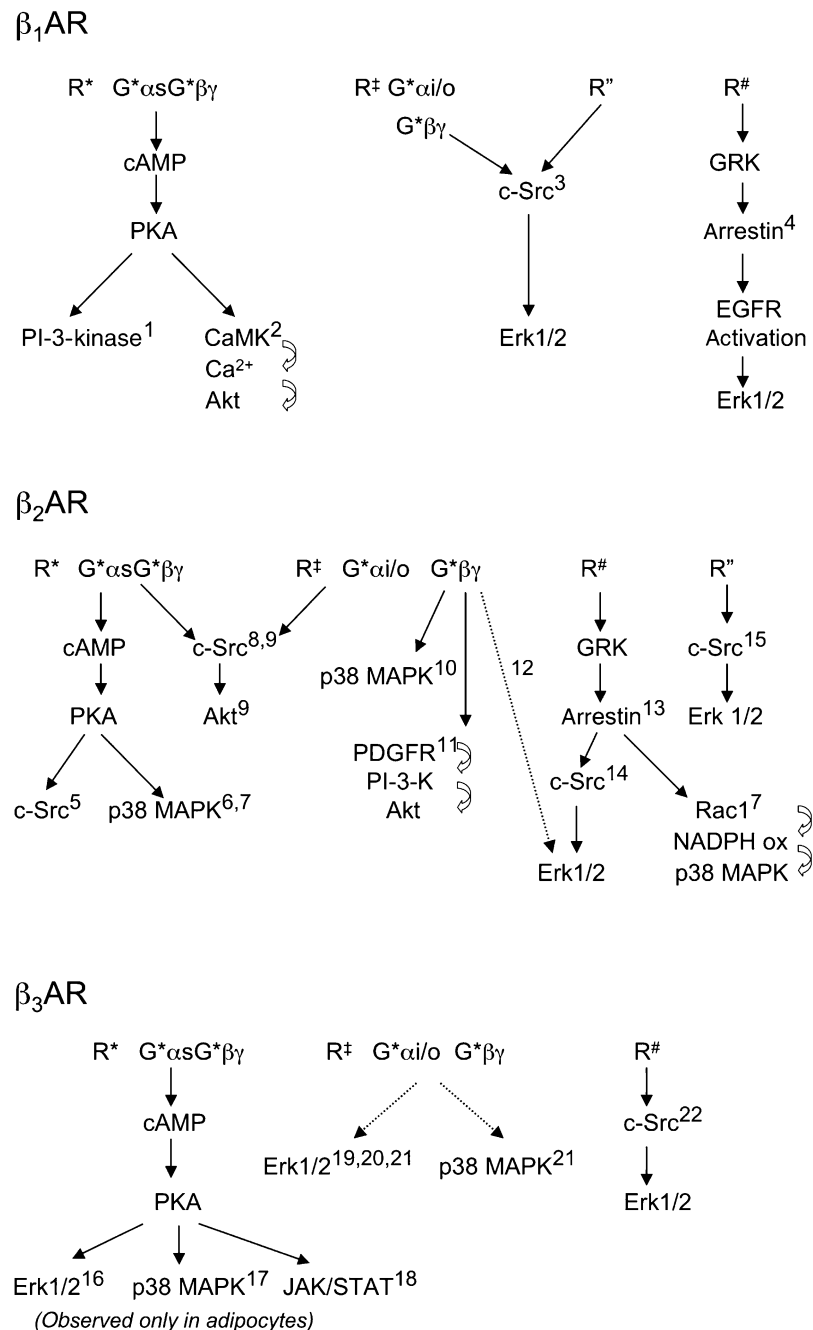 β₁AR
R* G*αsG*βγ R‡ G*αi/o R” R#
G*βγ
cAMP GRK
c-Src³
PKA Arrestin⁴
EGFR
PI-3-kinase¹ CaMK² Erk1/2 Activation
Ca²⁺
Akt Erk1/2
β₂AR
R* G*αsG*βγ R‡ G*αi/o G*βγ R# R”
cAMP c-Src⁸,⁹ GRK c-Src¹⁵
p38 MAPK¹⁰ 12
PKA Akt⁹ Arrestin¹³ Erk 1/2
PDGFR¹¹
c-Src¹⁴
PI-3-K
c-Src⁵ p38 MAPK⁶,⁷ Akt Rac1⁷
NADPH ox
Erk1/2 p38 MAPK
β₃AR
R* G*αsG*βγ R‡ G*αi/o G*βγ R#
cAMP c-Src²²
Erk1/2¹⁹,²⁰,²¹ p38 MAPK²¹
PKA Erk1/2
Erk1/2¹⁶ p38 MAPK¹⁷ JAK/STAT¹⁸
(Observed only in adipocytes)